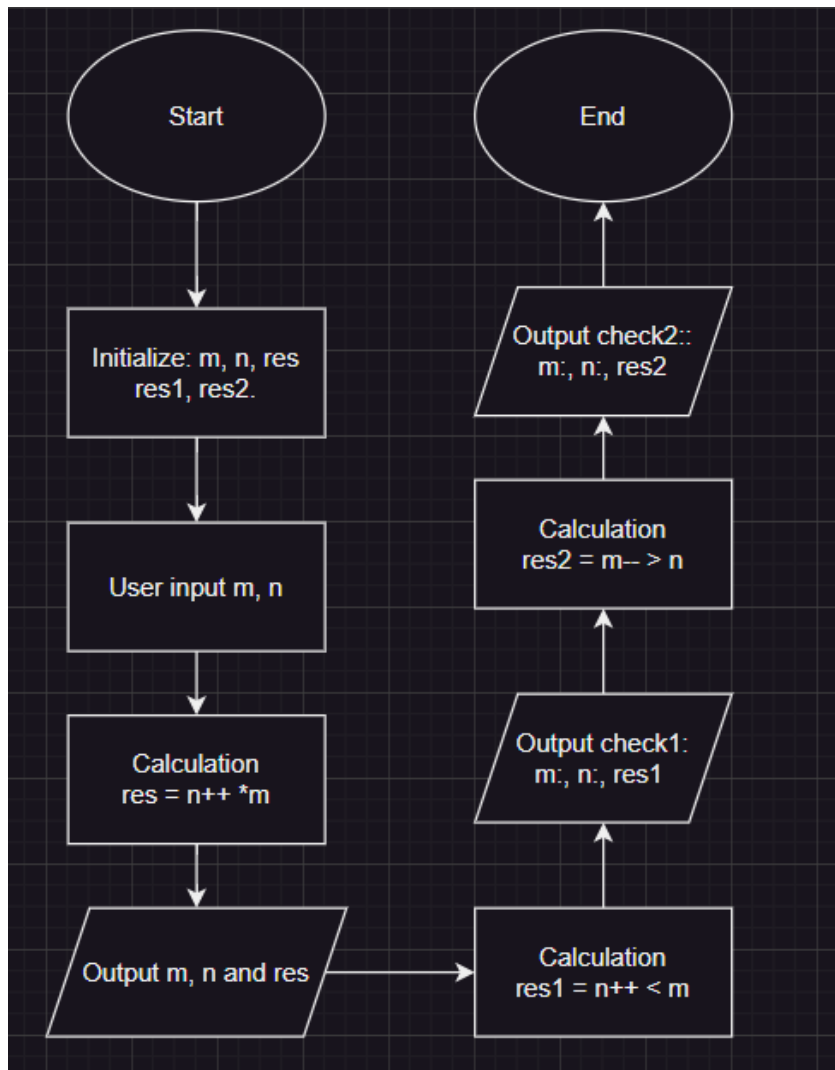 Start
Initialize: m, n, res
res1, res2.
User input m, n
Calculation
res = n++ *m
Output m, n and res
Calculation
res1 = n++ < m
Output check1:
m:, n:, res1
Calculation
res2 = m-- > n
Output check2::
m:, n:, res2
End